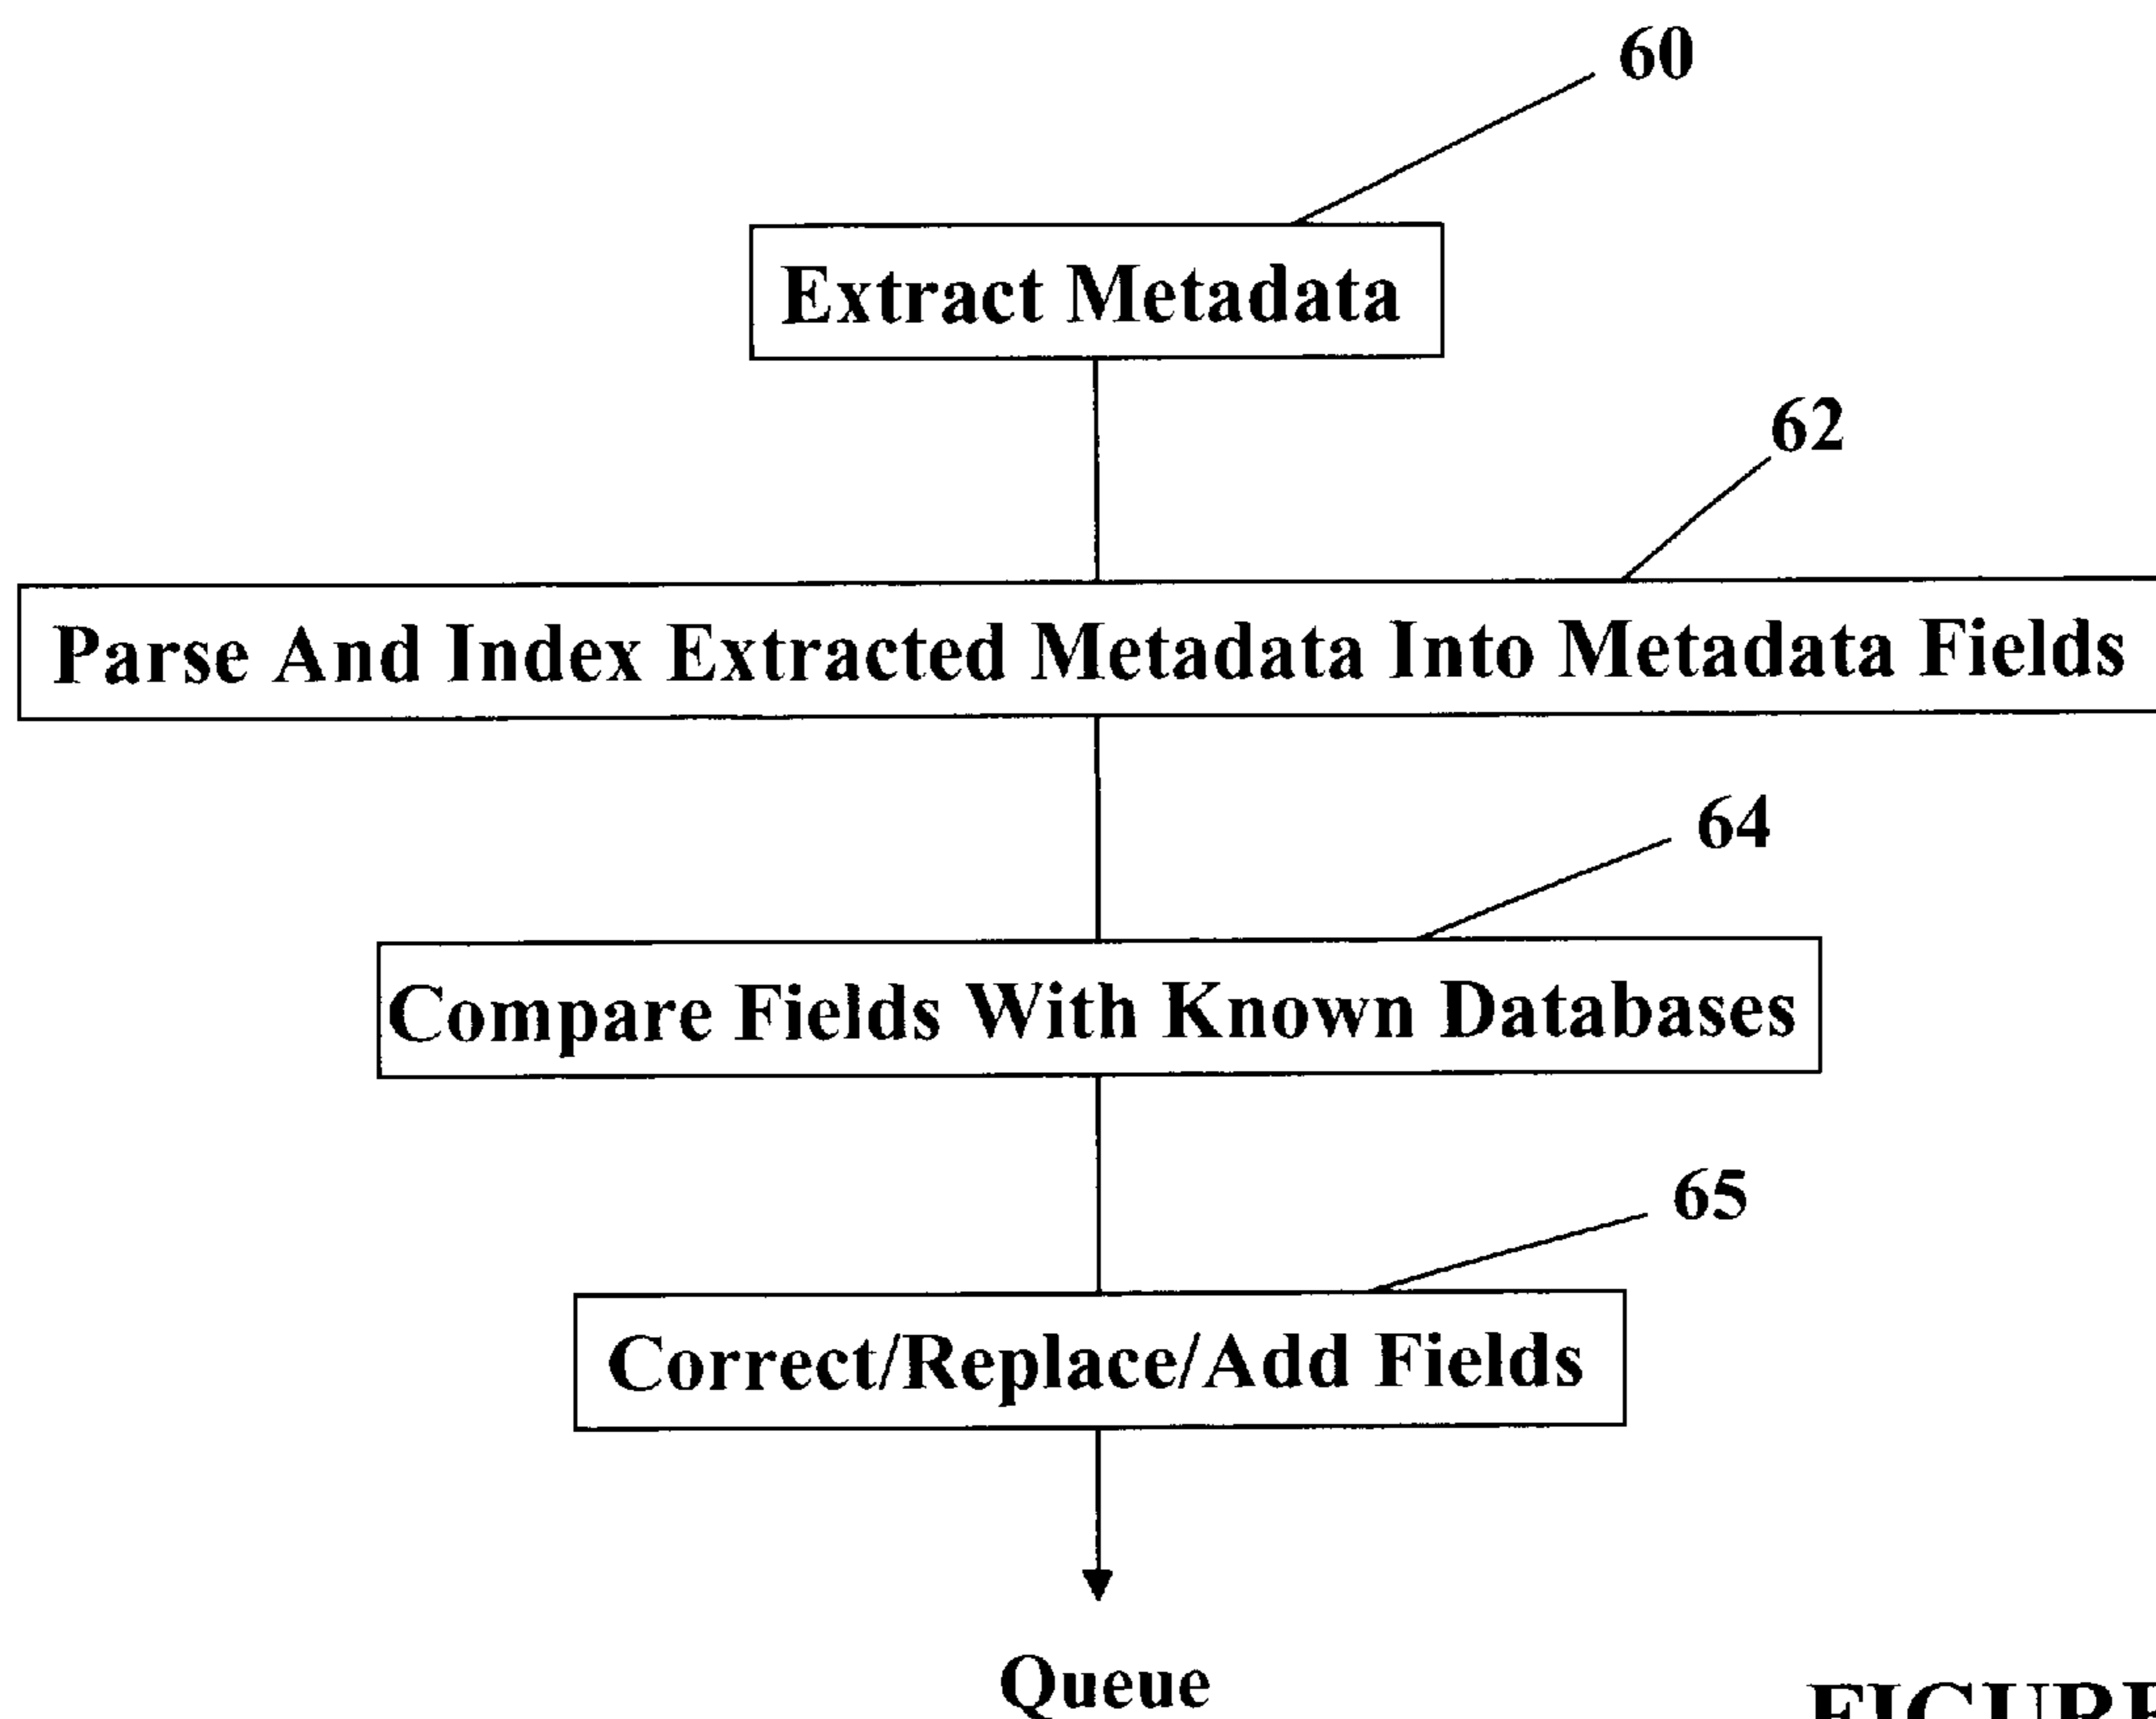 60
Extract Metadata
62
Parse And Index Extracted Metadata Into Metadata Fields
64
Compare Fields With Known Databases
65
Correct/Replace/Add Fields
Queue